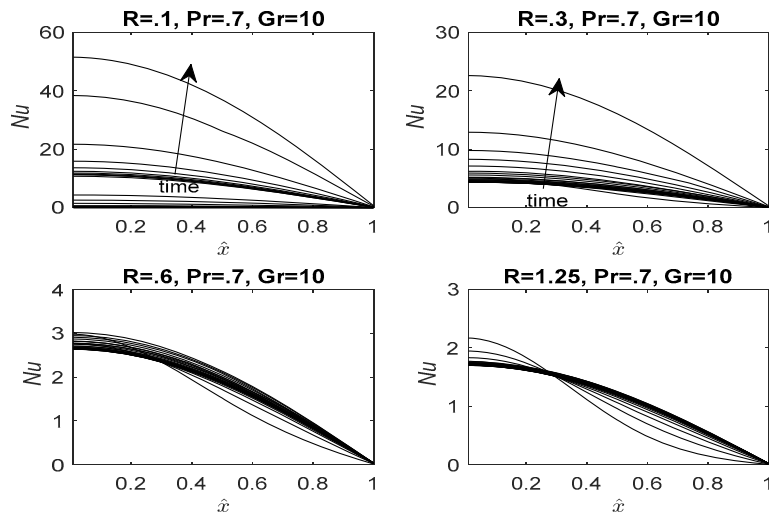 R=.1, Pr=.7, Gr=10
60
40
20
0
Nu
time
0.2 0.4 0.6 0.8 1
x̂
R=.3, Pr=.7, Gr=10
30
20
10
0
Nu
.time
0.2 0.4 0.6 0.8 1
x̂
R=.6, Pr=.7, Gr=10
4
3
2
1
0
Nu
0.2 0.4 0.6 0.8 1
x̂
R=1.25, Pr=.7, Gr=10
3
2
1
0
Nu
0.2 0.4 0.6 0.8 1
x̂